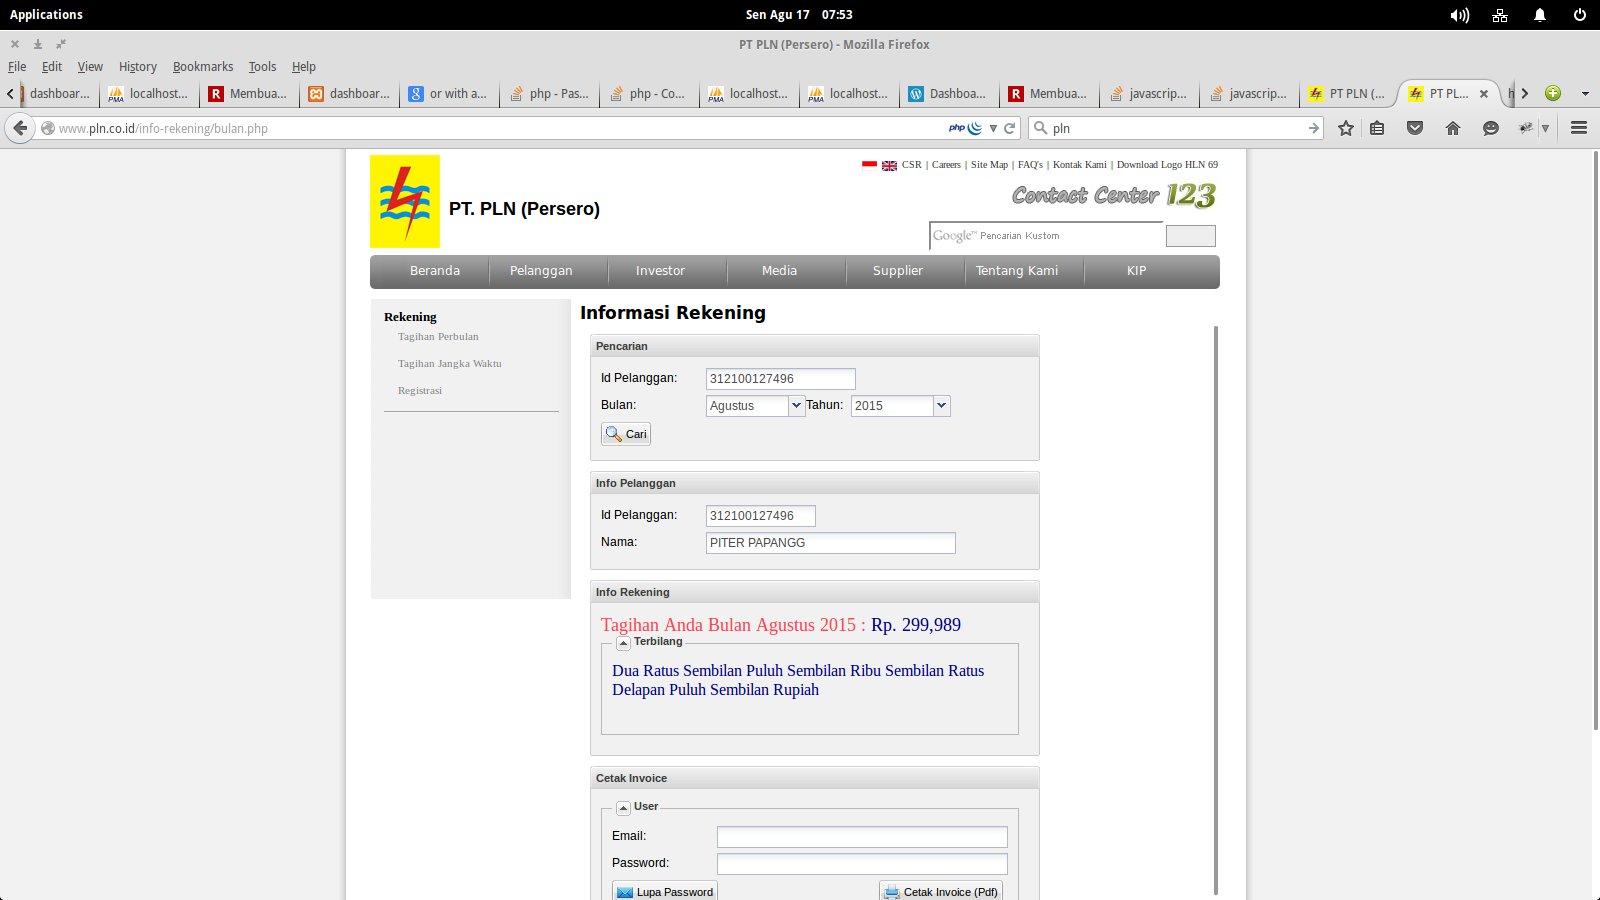 Applications
Sen Agu 17 07:53
PT PLN (Persero) - Mozilla Firefox
File Edit View History Bookmarks Tools Help
dashboar... localhost... Membua... dashboar... or with a... php - Pas... php - Co... localhost... localhost... Dashboa... Membua... javascrip... javascrip... PT PLN (... PT PL...
www.pln.co.id/info-rekening/bulan.php
php
pln
CSR | Careers | Site Map | FAQ's | Kontak Kami | Download Logo HLN 69
Contact Center 123
PT. PLN (Persero)
Google™ Pencarian Kustom
Beranda Pelanggan Investor Media Supplier Tentang Kami KIP
Rekening
Tagihan Perbulan
Tagihan Jangka Waktu
Registrasi
Informasi Rekening
Pencarian
Id Pelanggan: 312100127496
Bulan: Agustus Tahun: 2015
Cari
Info Pelanggan
Id Pelanggan: 312100127496
Nama: PITER PAPANGG
Info Rekening
Tagihan Anda Bulan Agustus 2015 : Rp. 299,989
Terbilang
Dua Ratus Sembilan Puluh Sembilan Ribu Sembilan Ratus
Delapan Puluh Sembilan Rupiah
Cetak Invoice
User
Email:
Password:
Lupa Password Cetak Invoice (Pdf)